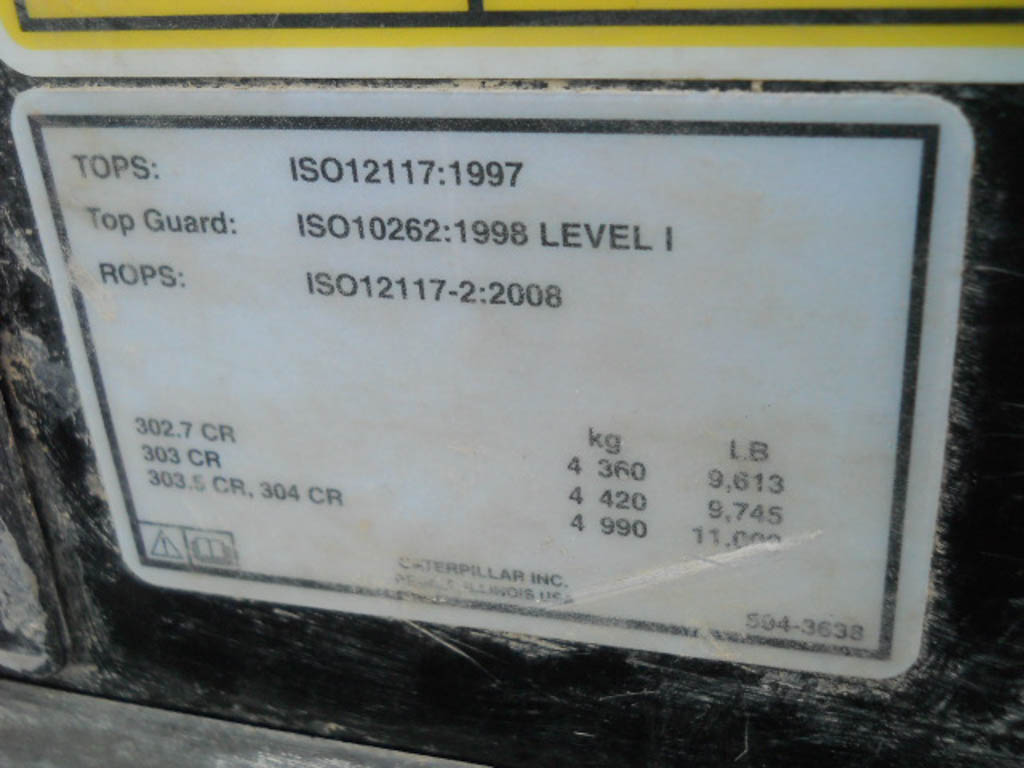 TOPS: ISO12117:1997
Top Guard: ISO10262:1998 LEVEL I
ROPS: ISO12117-2:2008
kg LB
302.7 CR 4 360 9,613
303 CR 4 420 9,745
303.5 CR, 304 CR 4 990
CATERPILLAR INC.
ILLINOIS USA
594-3638